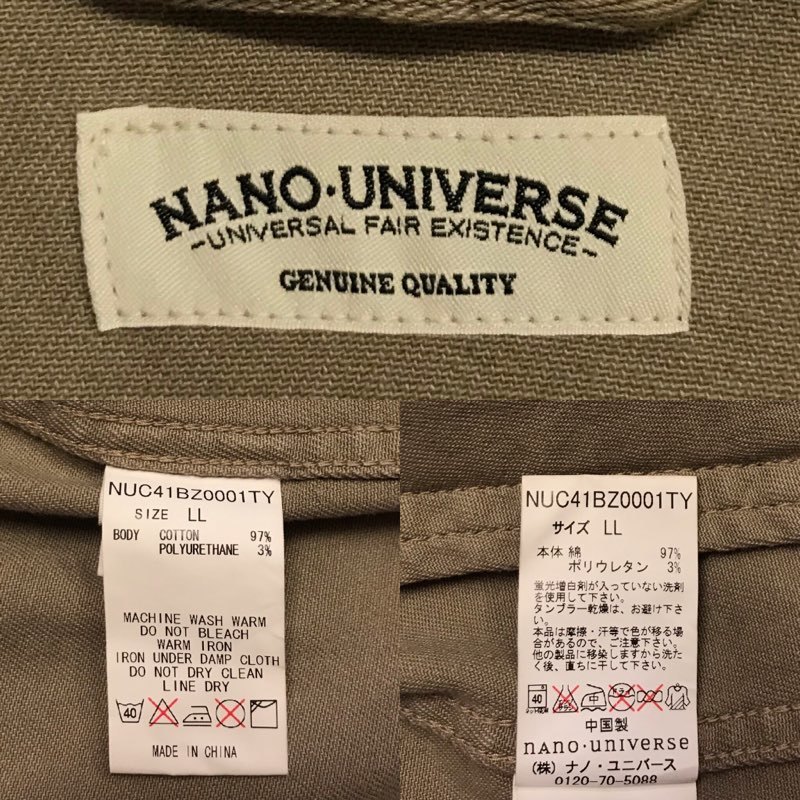 NANO·UNIVERSE
~UNIVERSAL FAIR EXISTENCE~
GENUINE QUALITY
NUC41BZ0001TY
SIZE LL
BODY COTTON 97%
POLYURETHANE 3%
MACHINE WASH WARM
DO NOT BLEACH
WARM IRON
IRON UNDER DAMP CLOTH
DO NOT DRY CLEAN
LINE DRY
40
MADE IN CHINA
NUC41BZ0001TY
サイズ LL
本体 綿 97%
ポリウレタン 3%
蛍光増白剤が入っていない洗剤
を使用して下さい。
タンブラー乾燥は、お避け下さ
い。
本品は摩擦・汗等で色が移る場
合があるので、ご注意下さい。
他の製品に移染しますから洗た
く後、直ちに干して下さい。
40 中 ドライ
中国製
nano·universe
(株) ナノ・ユニバース
0120-70-5088